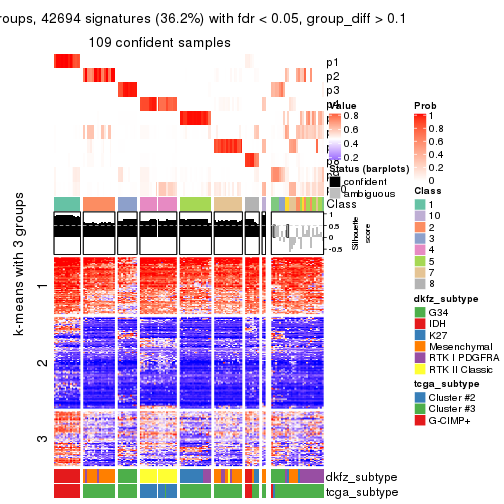 roups, 42694 signatures (36.2%) with fdr < 0.05, group_diff > 0.1
109 confident samples
p1
p2
p3
Value
0.8
0.6
0.4
0.2
Status (barplots)
confident
ambiguous
Class
1
0.5
0
-0.5
Silhouette
score
k-means with 3 groups
1
2
3
dkfz_subtype
tcga_subtype
Prob
1
0.8
0.6
0.4
0.2
0
Class
1
10
2
3
4
5
7
8
dkfz_subtype
G34
IDH
K27
Mesenchymal
RTK I PDGFRA
RTK II Classic
tcga_subtype
Cluster #2
Cluster #3
G-CIMP+